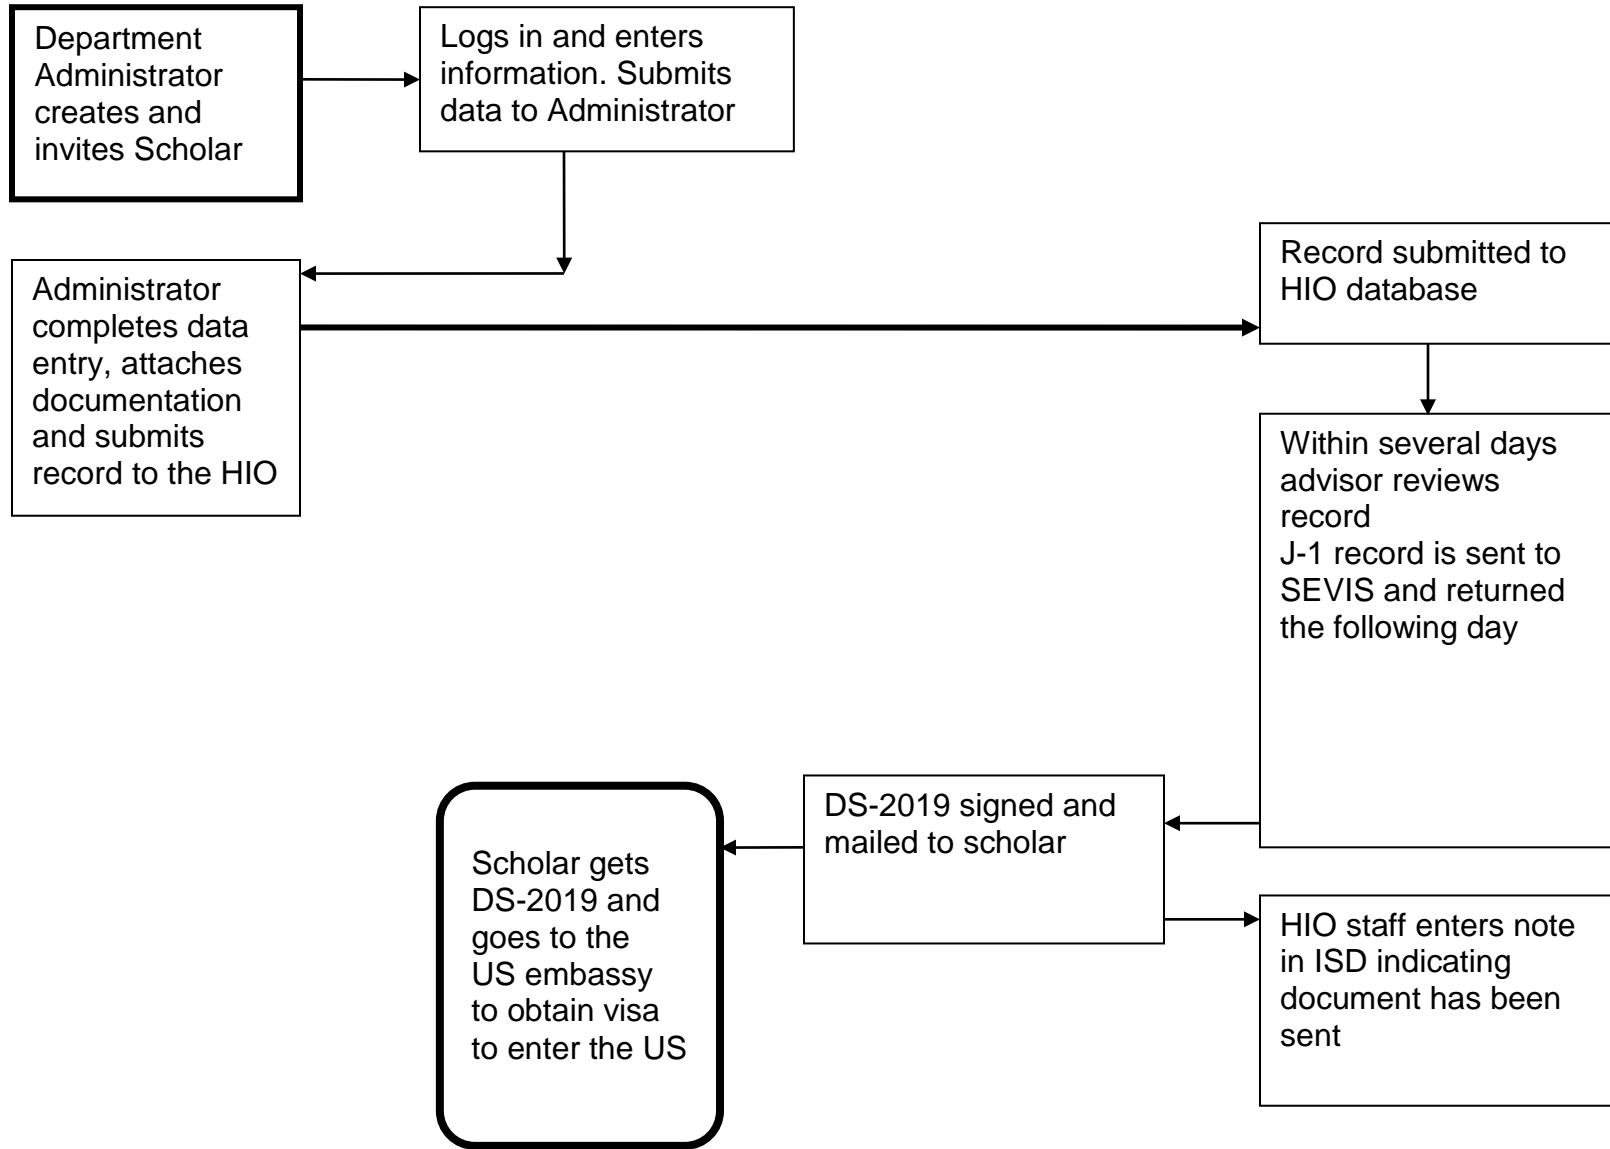 Department
Administrator
creates and
invites Scholar
Logs in and enters
information. Submits
data to Administrator
Administrator
completes data
entry, attaches
documentation
and submits
record to the HIO
Record submitted to
HIO database
Within several days
advisor reviews
record
J-1 record is sent to
SEVIS and returned
the following day
DS-2019 signed and
mailed to scholar
Scholar gets
DS-2019 and
goes to the
US embassy
to obtain visa
to enter the US
HIO staff enters note
in ISD indicating
document has been
sent